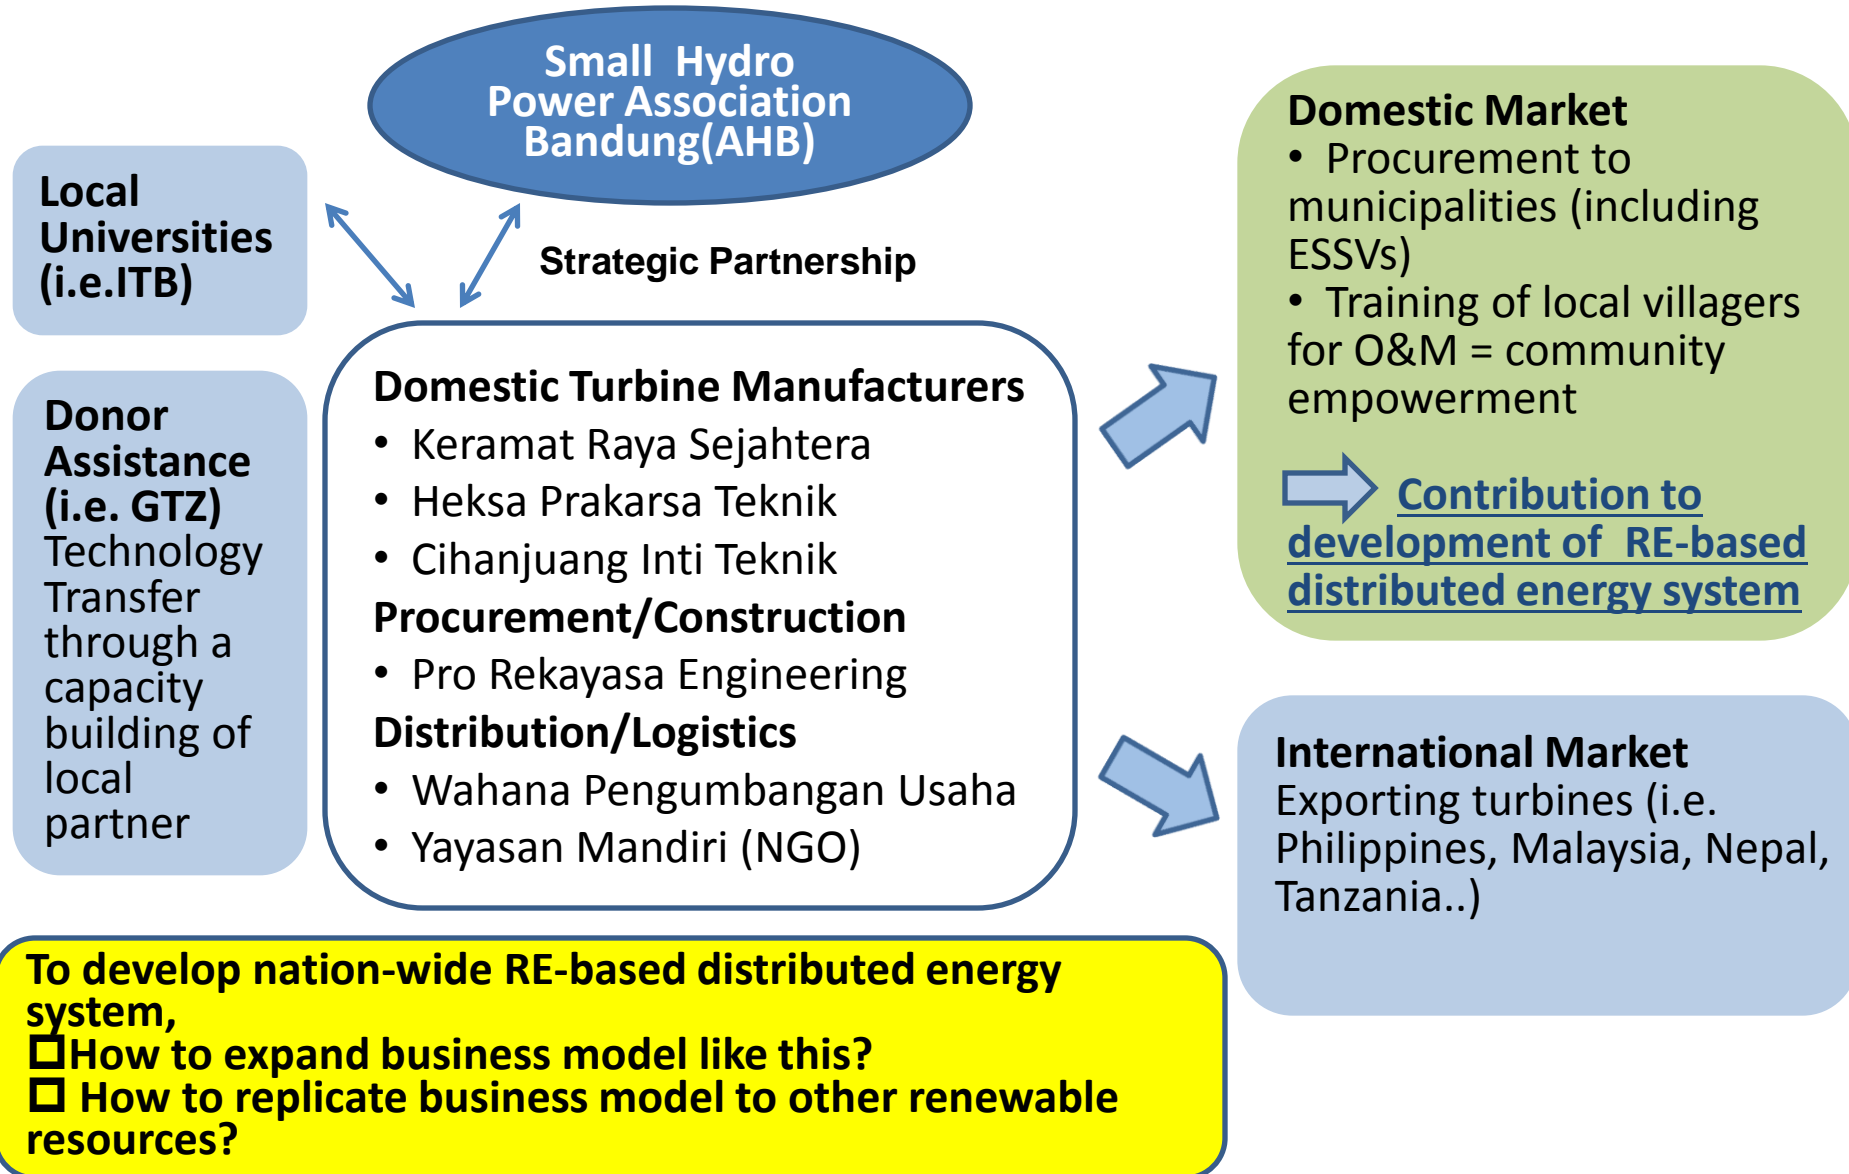 Small Hydro
Power Association
Bandung(AHB)
Local
Universities
(i.e.ITB)
Strategic Partnership
Donor
Assistance
(i.e. GTZ)
Technology
Transfer
through a
capacity
building of
local
partner
Domestic Turbine Manufacturers
• Keramat Raya Sejahtera
• Heksa Prakarsa Teknik
• Cihanjuang Inti Teknik
Procurement/Construction
• Pro Rekayasa Engineering
Distribution/Logistics
• Wahana Pengumbangan Usaha
• Yayasan Mandiri (NGO)
Domestic Market
• Procurement to
municipalities (including
ESSVs)
• Training of local villagers
for O&M = community
empowerment
Contribution to
development of RE-based
distributed energy system
International Market
Exporting turbines (i.e.
Philippines, Malaysia, Nepal,
Tanzania..)
To develop nation-wide RE-based distributed energy
system,
□How to expand business model like this?
□ How to replicate business model to other renewable
resources?